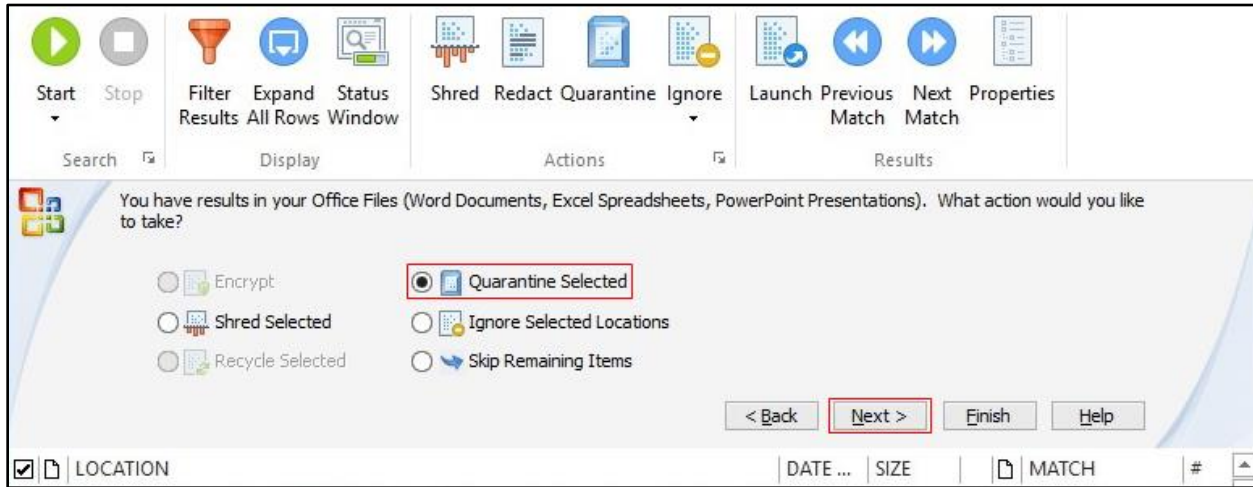 Start Stop Filter Expand Status Shred Redact Quarantine Ignore Launch Previous Next Properties
Results All Rows Window Match Match
Search Display Actions Results
You have results in your Office Files (Word Documents, Excel Spreadsheets, PowerPoint Presentations). What action would you like
to take?
Encrypt Quarantine Selected
Shred Selected Ignore Selected Locations
Recycle Selected Skip Remaining Items
< Back Next > Finish Help
LOCATION DATE ... SIZE MATCH #